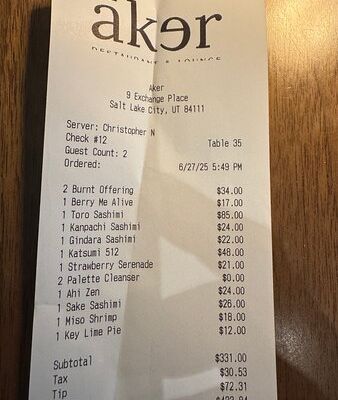 aker
RESTAURANT & LOUNGE
Aker
9 Exchange Place
Salt Lake City, UT 84111
Server: Christopher N
Check #12 Table 35
Guest Count: 2
Ordered: 6/27/25 5:49 PM
2 Burnt Offering $34.00
1 Berry Me Alive $17.00
1 Toro Sashimi $85.00
1 Kanpachi Sashimi $24.00
1 Gindara Sashimi $22.00
1 Katsumi 512 $48.00
1 Strawberry Serenade $21.00
2 Palette Cleanser $0.00
1 Ahi Zen $24.00
1 Sake Sashimi $26.00
1 Miso Shrimp $18.00
1 Key Lime Pie $12.00
Subtotal $331.00
Tax $30.53
Tip $72.31